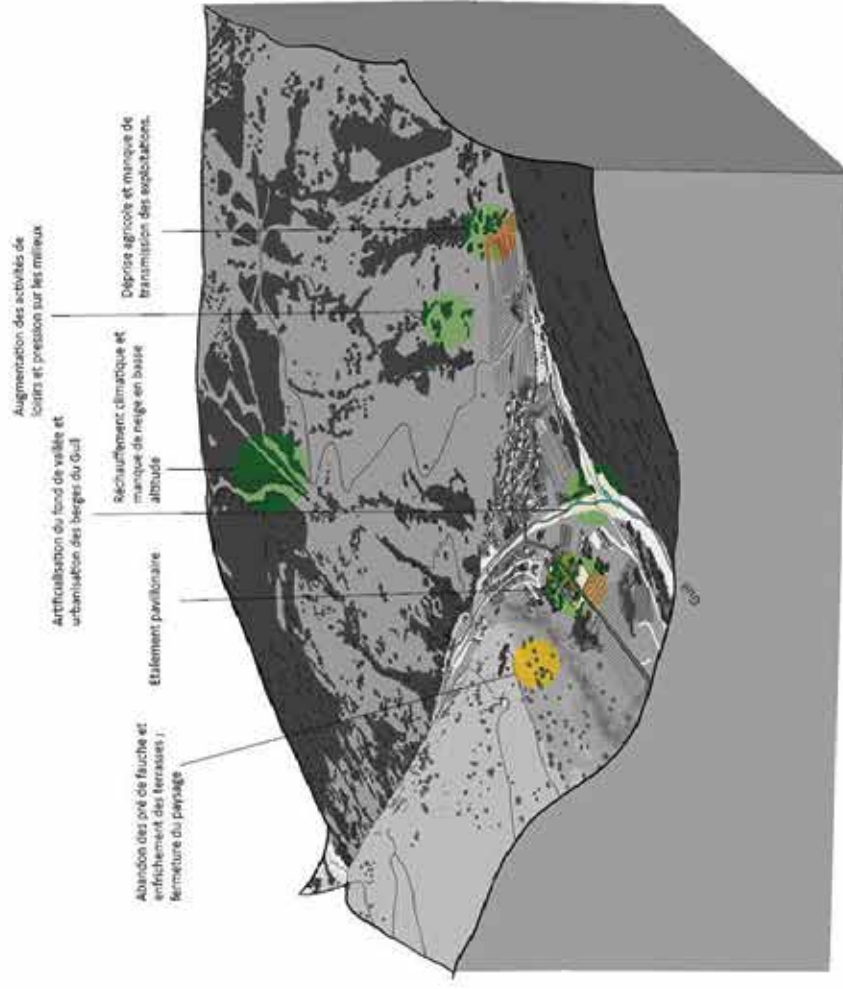 Abandon des pré de fauche et
enfrichement des terrasses :
fermeture du paysage
Etalement pavillonaire
Artificialisation du fond de vallée et
urbanisation des berges du Guil
Réchauffement climatique et
manque de neige en basse
altitude
Augmentation des activités de
loisirs et pression sur les milieux
Déprise agricole et manque de
transmission des exploitations.
Guil